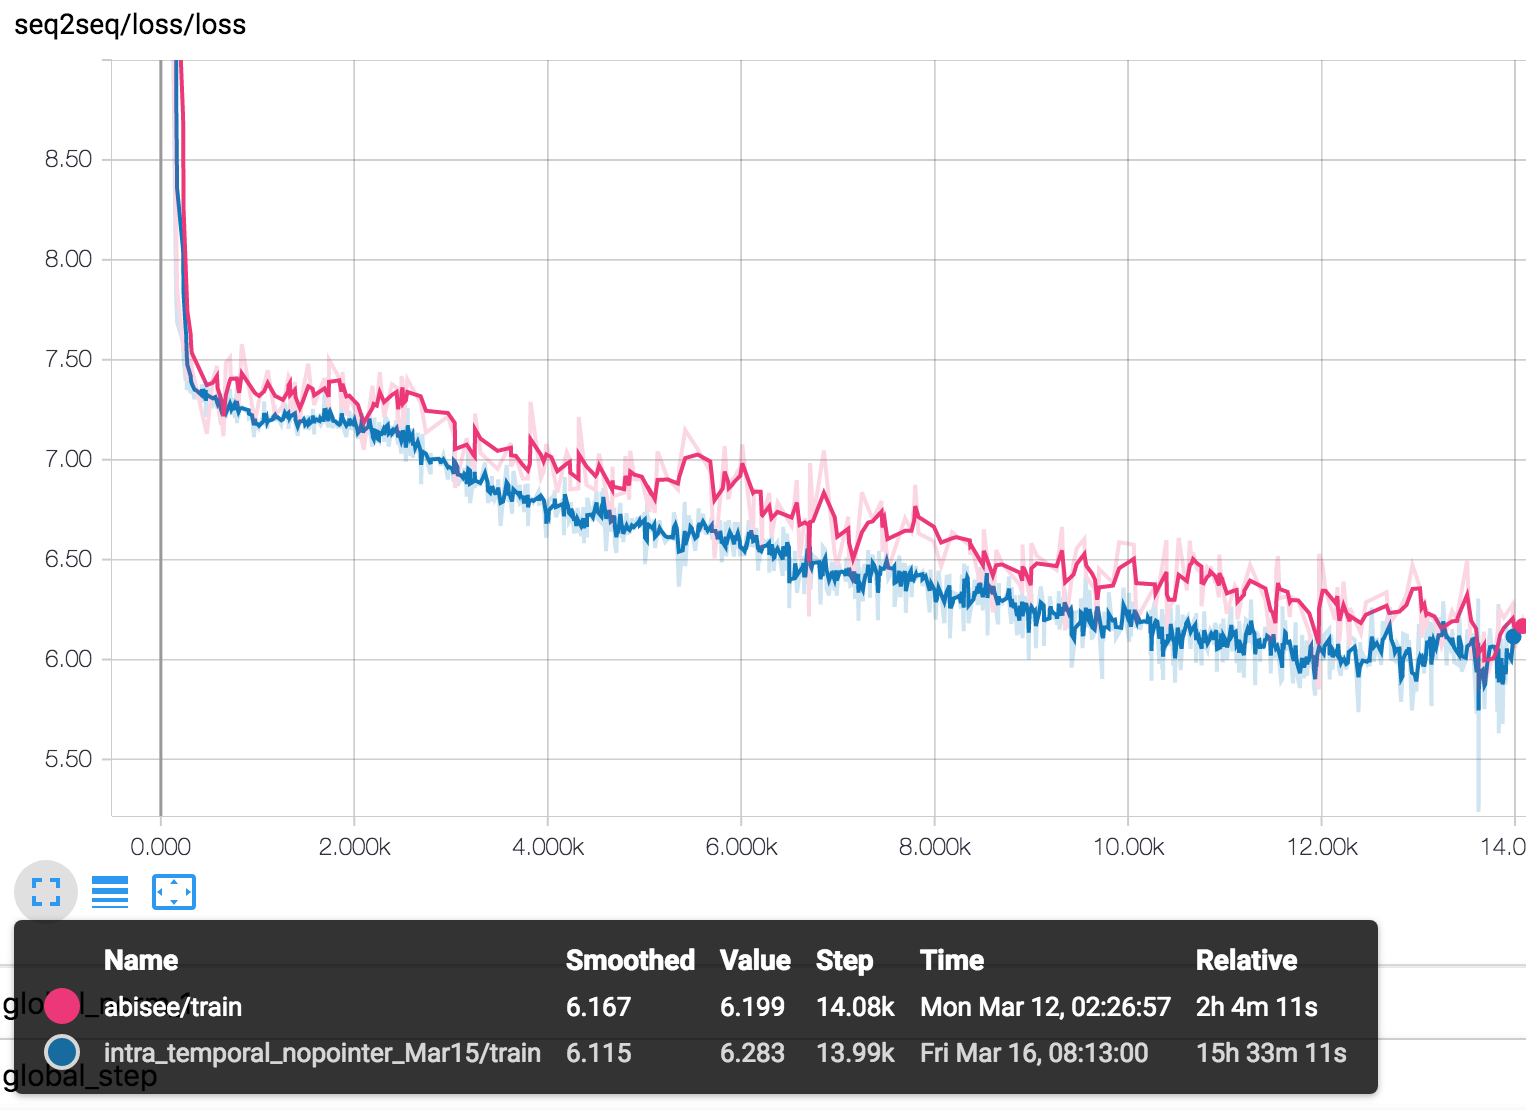 seq2seq/loss/loss
8.50
8.00
7.50
7.00
6.50
6.00
5.50
0.000 2.000k 4.000k 6.000k 8.000k 10.00k 12.00k 14.0
Name Smoothed Value Step Time Relative
global_norm_1
abisee/train 6.167 6.199 14.08k Mon Mar 12, 02:26:57 2h 4m 11s
intra_temporal_nopointer_Mar15/train 6.115 6.283 13.99k Fri Mar 16, 08:13:00 15h 33m 11s
global_step